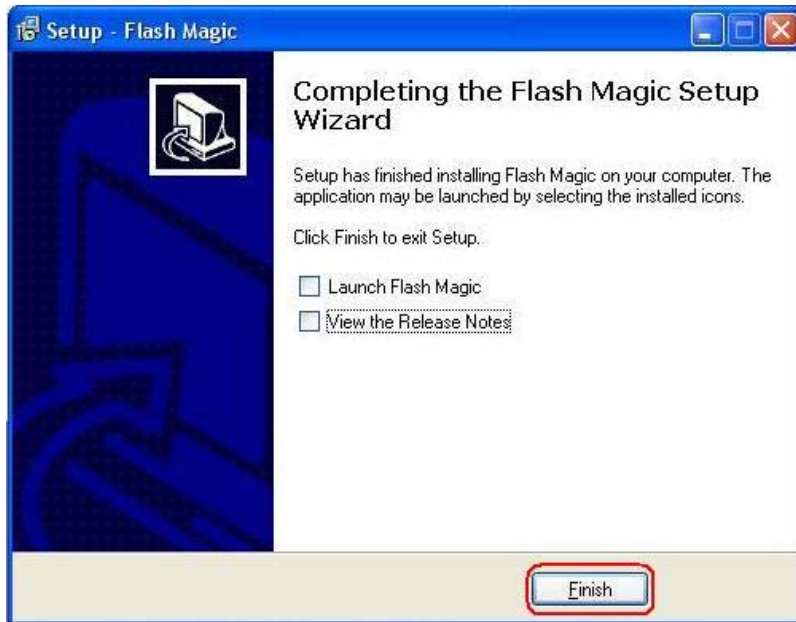 Setup - Flash Magic
Completing the Flash Magic Setup
Wizard
Setup has finished installing Flash Magic on your computer. The
application may be launched by selecting the installed icons.
Click Finish to exit Setup.
Launch Flash Magic
View the Release Notes
Finish